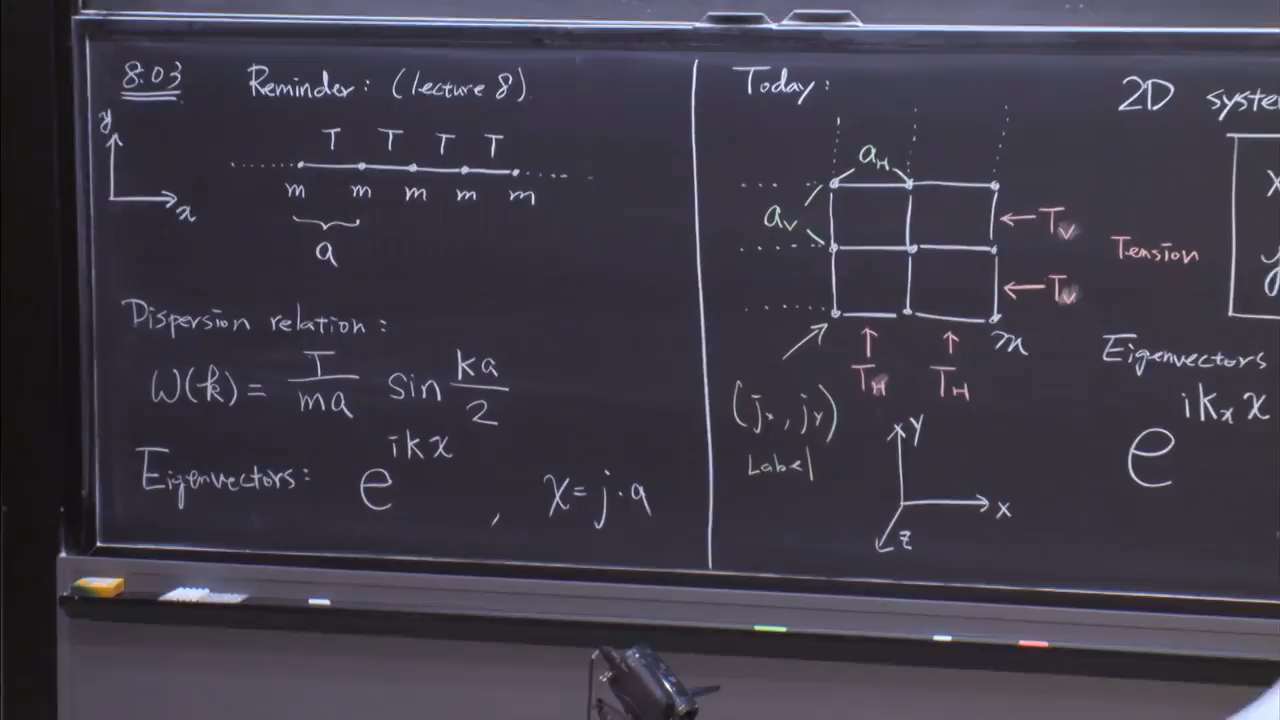 8.03
Reminder: (lecture 8)
y
x
T T T T
m m m m m
a
Dispersion relation:
ω(k) = T/ma sin ka/2
Eigenvectors: e^{ikx} , x = j·a
Today:
2D
a_H
a_V
T_V
T_V
Tension
T_H T_H
m
(j_x, j_y)
Label
Y
x
z
x
y
Eigenvectors
e^{ik_x x}